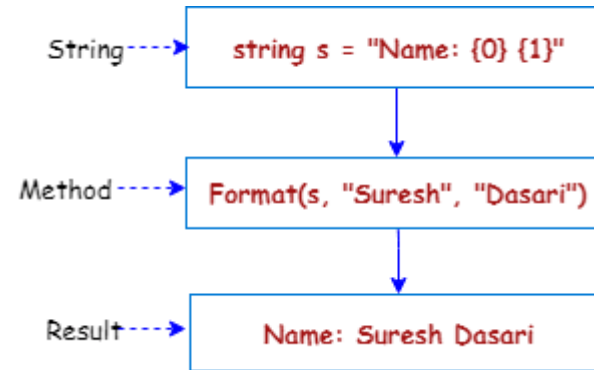 String
string s = "Name: {0} {1}"
Method
Format(s, "Suresh", "Dasari")
Result
Name: Suresh Dasari